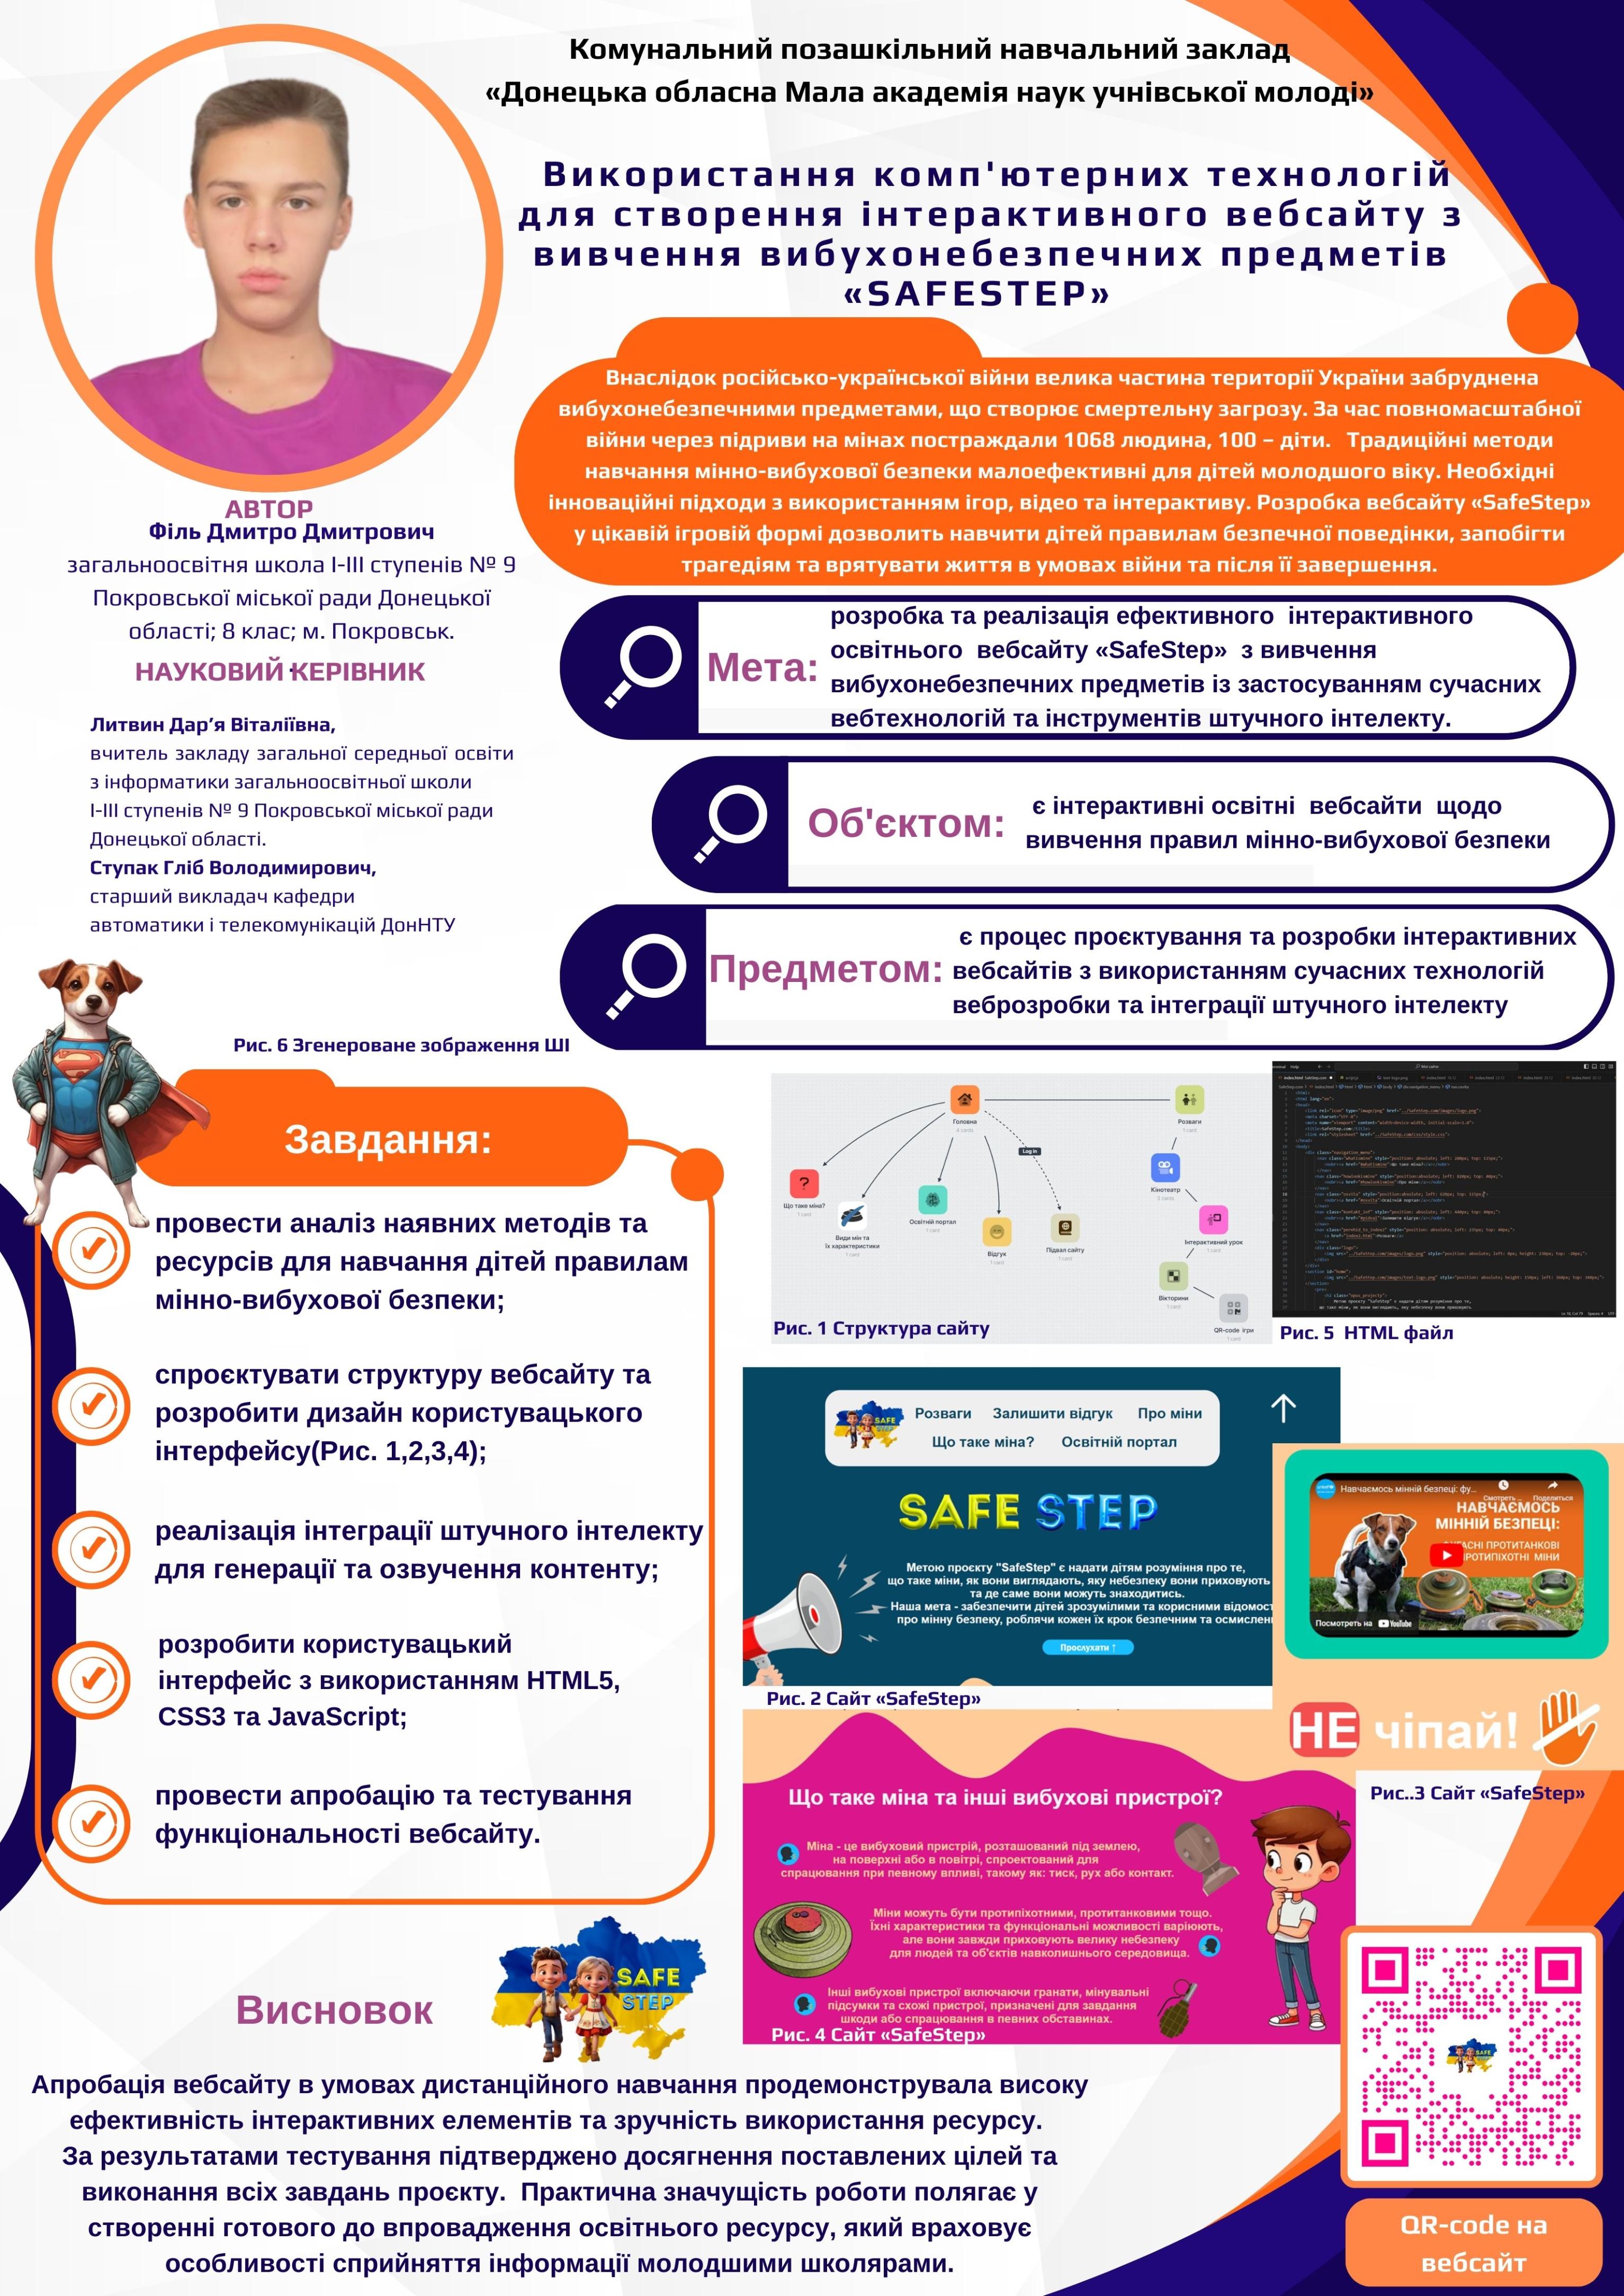 Комунальний позашкільний навчальний заклад
«Донецька обласна Мала академія наук учнівської молоді»
Використання комп'ютерних технологій
для створення інтерактивного вебсайту з
вивчення вибухонебезпечних предметів
«SAFESTEP»
Внаслідок російсько-української війни велика частина території України забруднена
вибухонебезпечними предметами, що створює смертельну загрозу. За час повномасштабної
війни через підриви на мінах постраждали 1068 людина, 100 – діти. Традиційні методи
навчання мінно-вибухової безпеки малоефективні для дітей молодшого віку. Необхідні
інноваційні підходи з використанням ігор, відео та інтерактиву. Розробка вебсайту «SafeStep»
у цікавій ігровій формі дозволить навчити дітей правилам безпечної поведінки, запобігти
трагедіям та врятувати життя в умовах війни та після її завершення.
АВТОР
Філь Дмитро Дмитрович
загальноосвітня школа І-ІІІ ступенів № 9
Покровської міської ради Донецької
області; 8 клас; м. Покровськ.
НАУКОВИЙ КЕРІВНИК
Литвин Дар’я Віталіївна,
вчитель закладу загальної середньої освіти
з інформатики загальноосвітньої школи
І-ІІІ ступенів № 9 Покровської міської ради
Донецької області.
Ступак Гліб Володимирович,
старший викладач кафедри
автоматики і телекомунікацій ДонНТУ
Мета:
розробка та реалізація ефективного інтерактивного
освітнього вебсайту «SafeStep» з вивчення
вибухонебезпечних предметів із застосуванням сучасних
вебтехнологій та інструментів штучного інтелекту.
Об'єктом:
є інтерактивні освітні вебсайти щодо
вивчення правил мінно-вибухової безпеки
Предметом:
є процес проєктування та розробки інтерактивних
вебсайтів з використанням сучасних технологій
веброзробки та інтеграції штучного інтелекту
Рис. 6 Згенероване зображення ШІ
Завдання:
провести аналіз наявних методів та
ресурсів для навчання дітей правилам
мінно-вибухової безпеки;
спроєктувати структуру вебсайту та
розробити дизайн користувацького
інтерфейсу(Рис. 1,2,3,4);
реалізація інтеграції штучного інтелекту
для генерації та озвучення контенту;
розробити користувацький
інтерфейс з використанням HTML5,
CSS3 та JavaScript;
провести апробацію та тестування
функціональності вебсайту.
Головна
Розваги
Log in
Що таке міна?
Види мін та
їх характеристики
Освітній портал
Відгук
Підвал сайту
Кінотеатр
Інтерактивний урок
Вікторини
QR-code ігри
Рис. 1 Структура сайту
Рис. 5 HTML файл
SAFE
STEP
Розваги Залишити відгук Про міни
Що таке міна? Освітній портал
SAFE STEP
Метою проєкту "SafeStep" є надати дітям розуміння про те,
що таке міни, як вони виглядають, яку небезпеку вони приховують
та де саме вони можуть знаходитись.
Наша мета - забезпечити дітей зрозумілими та корисними відомост
про мінну безпеку, роблячи кожен їх крок безпечним та осмислен
Прослухати ↑
Рис. 2 Сайт «SafeStep»
Навчаємось мінній безпеці: фу...
Смотреть ... Поделиться
НАВЧАЄМОСЬ
МІННІЙ БЕЗПЕЦІ:
ПРОТИТАНКОВІ
МІНИ
Посмотреть на YouTube
НЕ чіпай!
Рис..3 Сайт «SafeStep»
Що таке міна та інші вибухові пристрої?
Міна - це вибуховий пристрій, розташований під землею,
на поверхні або в повітрі, спроектований для
спрацювання при певному впливі, такому як: тиск, рух або контакт.
Міни можуть бути протипіхотними, протитанковими тощо.
Їхні характеристики та функціональні можливості варіюють,
але вони завжди приховують велику небезпеку
для людей та об'єктів навколишнього середовища.
Інші вибухові пристрої включаючи гранати, мінувальні
підсумки та схожі пристрої, призначені для завдання
шкоди або спрацювання в певних обставинах.
Рис. 4 Сайт «SafeStep»
SAFE
STEP
Висновок
Апробація вебсайту в умовах дистанційного навчання продемонструвала високу
ефективність інтерактивних елементів та зручність використання ресурсу.
За результатами тестування підтверджено досягнення поставлених цілей та
виконання всіх завдань проєкту. Практична значущість роботи полягає у
створенні готового до впровадження освітнього ресурсу, який враховує
особливості сприйняття інформації молодшими школярами.
QR-code на
вебсайт